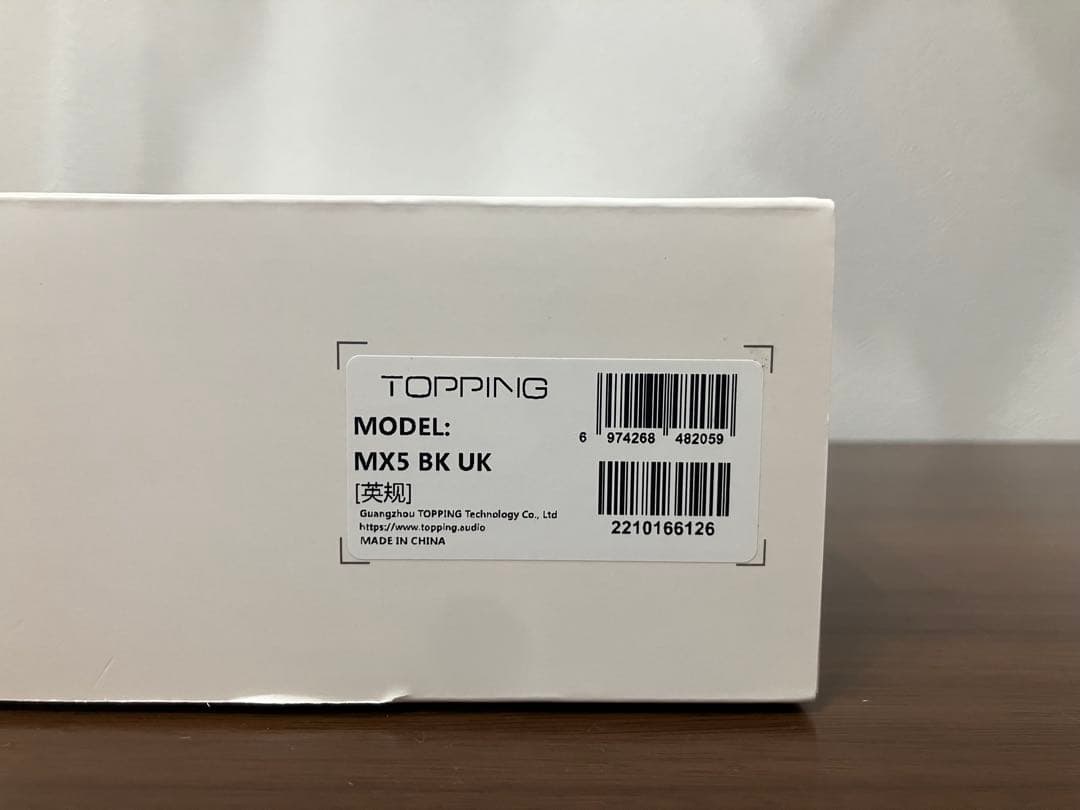 TOPPING
MODEL:
MX5 BK UK
[英规]
Guangzhou TOPPING Technology Co., Ltd
https://www.topping.audio
MADE IN CHINA
6 974268 482059
2210166126